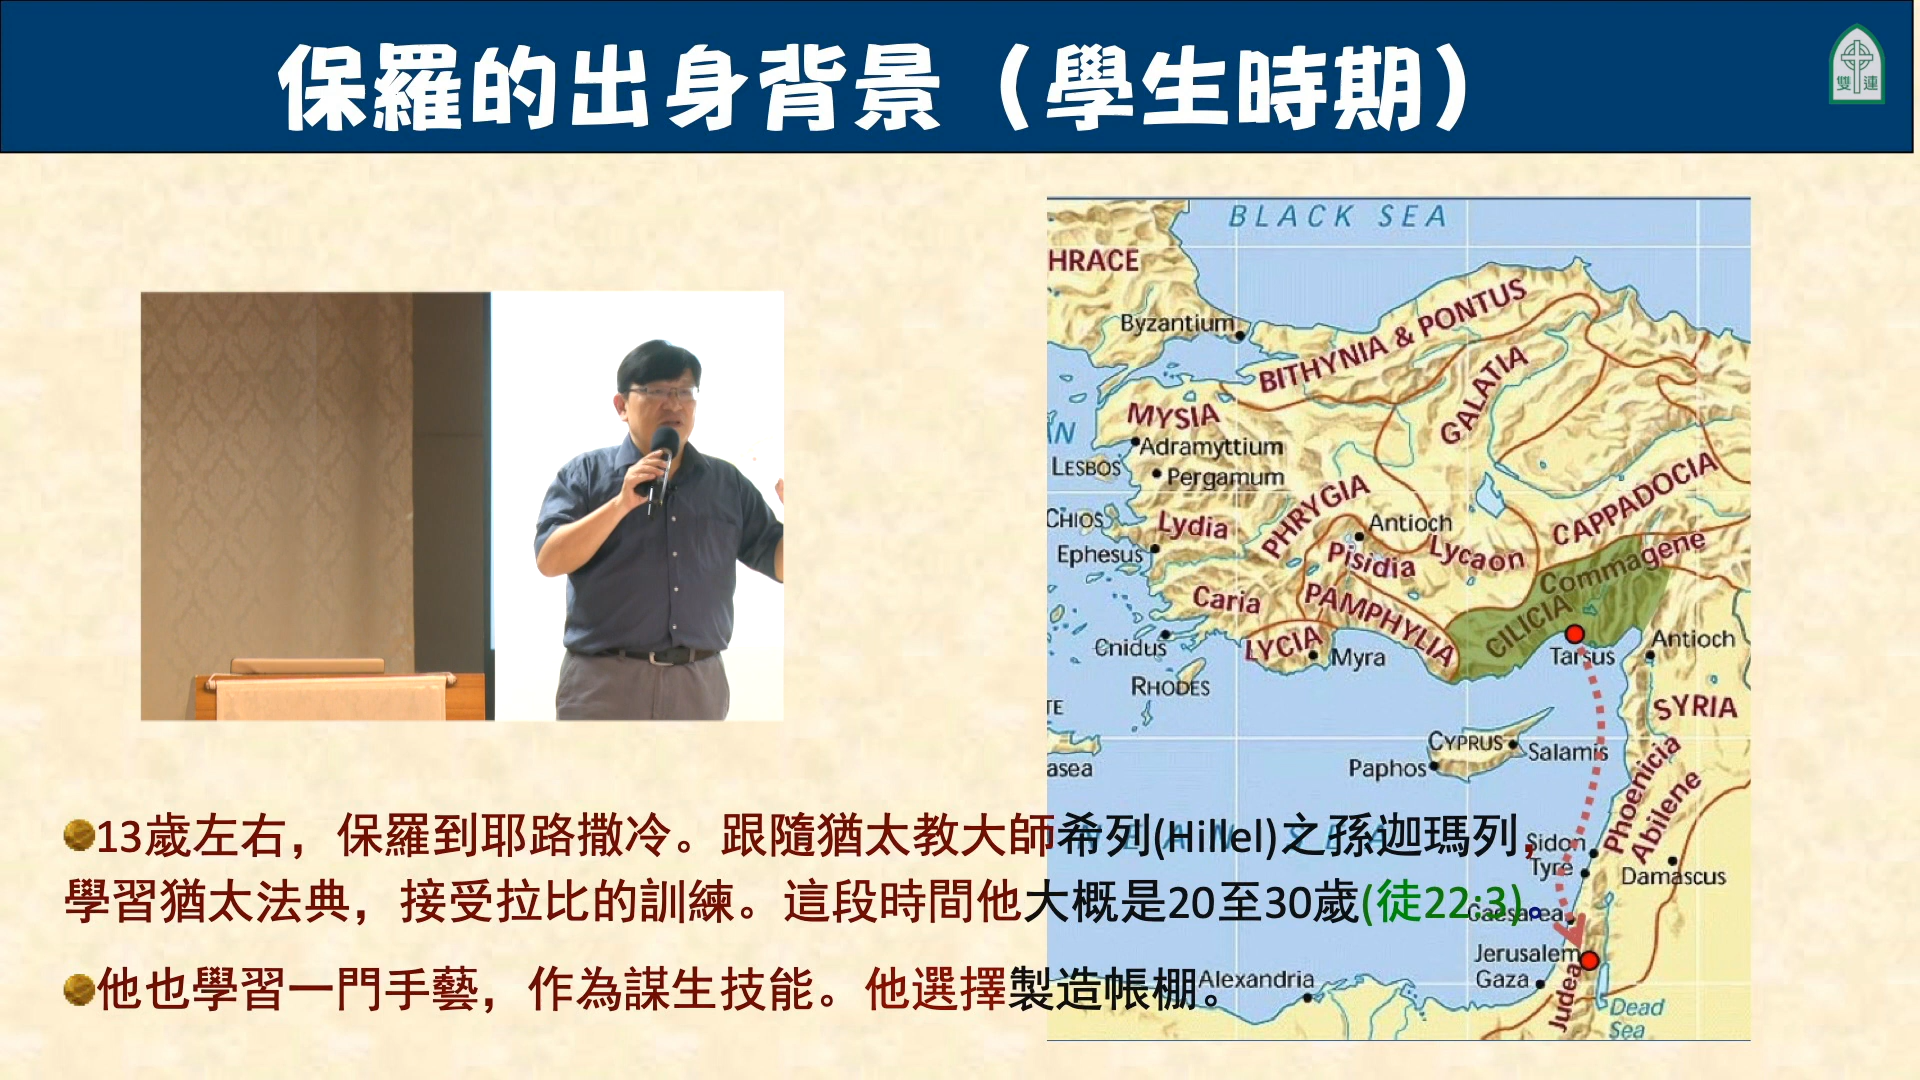 保羅的出身背景（學生時期）
雙連
BLACK SEA
HRACE
Byzantium
BITHYNIA & PONTUS
GALATIA
MYSIA
AN
Adramyttium
LESBOS
Pergamum
CAPPADOCIA
PHRYGIA
CHIOS
Lydia
Antioch
Ephesus
Pisidia
Lycaon
Commagene
Caria
PAMPHYLIA
CILICIA
Cnidus
LYCIA
Myra
Tarsus
Antioch
RHODES
TE
SYRIA
CYPRUS
Salamis
asea
Paphos
Phoenicia
Abilene
13歲左右，保羅到耶路撒冷。跟隨猶太教大師希列(Hillel)之孫迦瑪列，
NEAN SEA
Sidon
Tyre
Damascus
學習猶太法典，接受拉比的訓練。這段時間他大概是20至30歲(徒22:3)。
Caesarea
Jerusalem
Gaza
Judea
他也學習一門手藝，作為謀生技能。他選擇製造帳棚。
Alexandria
Dead
Sea